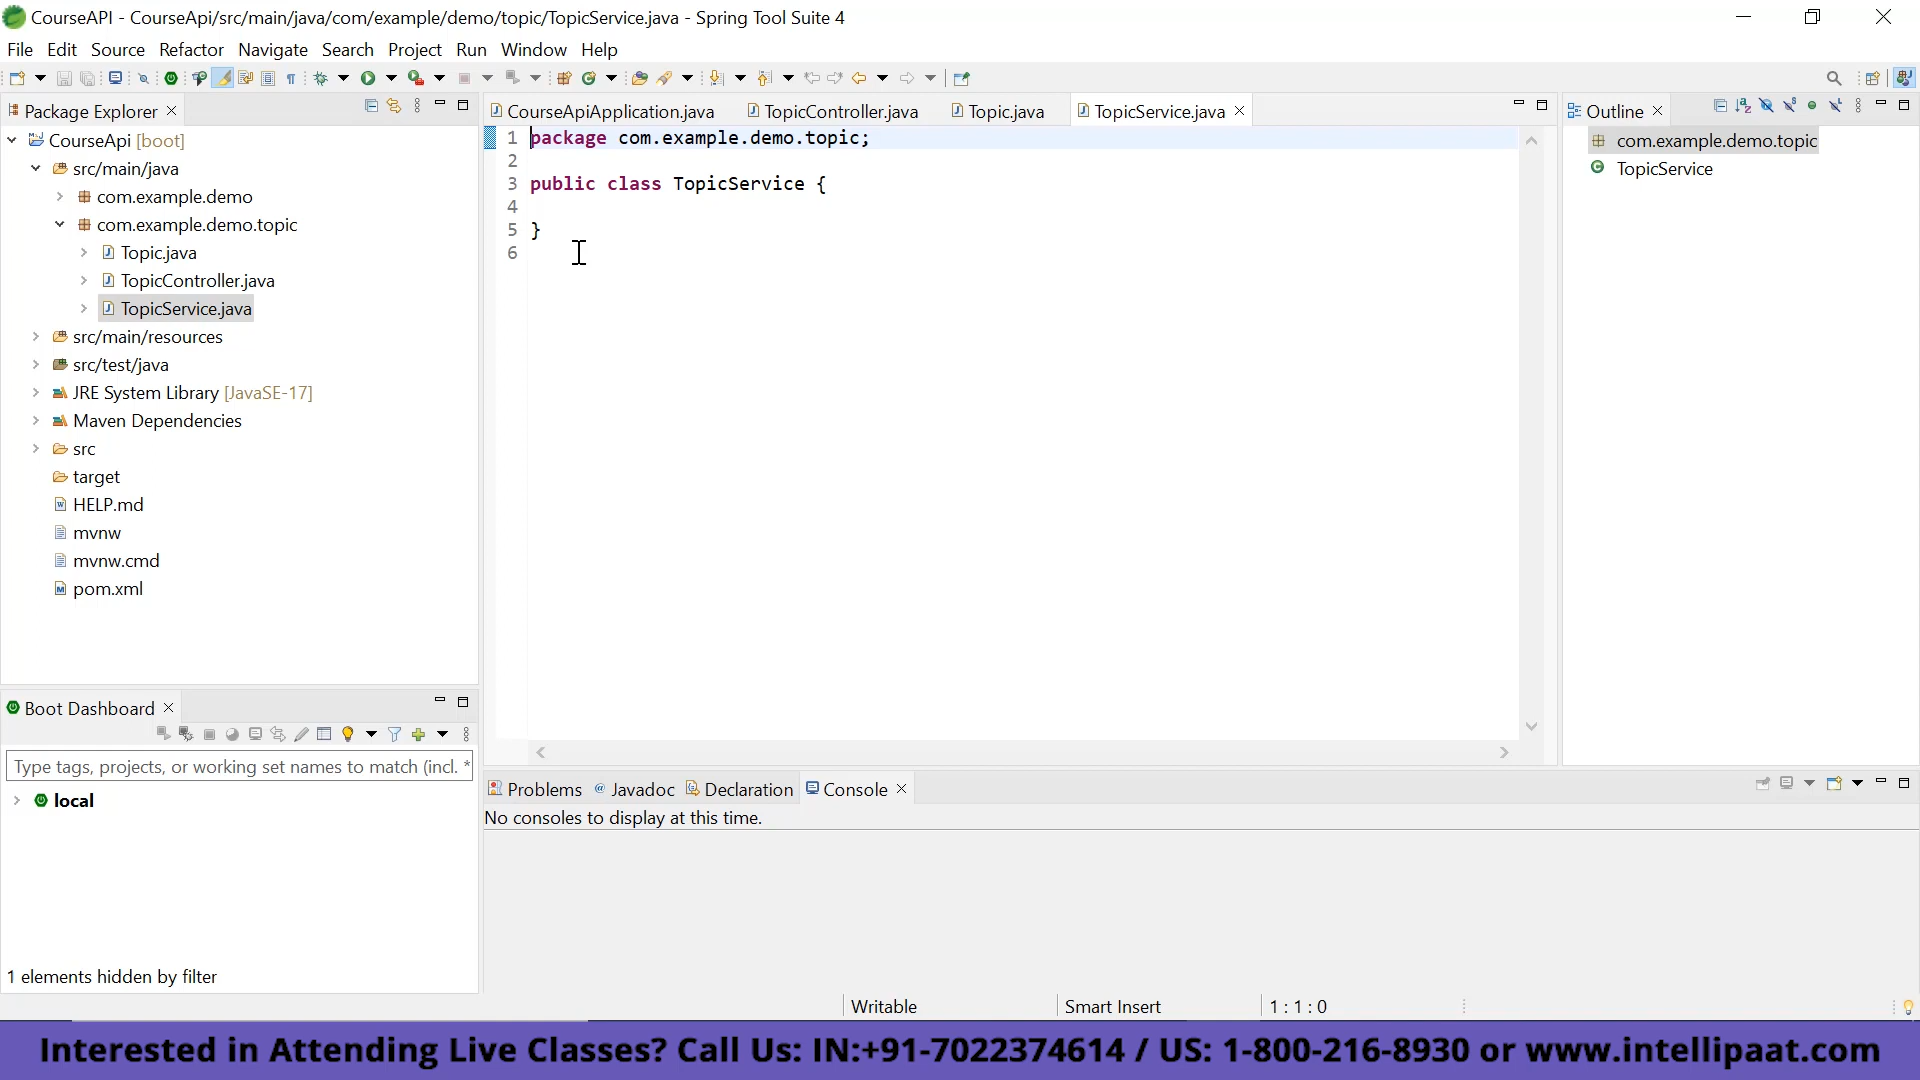 CourseAPI - CourseApi/src/main/java/com/example/demo/topic/TopicService.java - Spring Tool Suite 4
File Edit Source Refactor Navigate Search Project Run Window Help
Package Explorer
CourseApi [boot]
src/main/java
com.example.demo
com.example.demo.topic
Topic.java
TopicController.java
TopicService.java
src/main/resources
src/test/java
JRE System Library [JavaSE-17]
Maven Dependencies
src
target
HELP.md
mvnw
mvnw.cmd
pom.xml
Boot Dashboard
Type tags, projects, or working set names to match (incl. *
local
1 elements hidden by filter
CourseApiApplication.java TopicController.java Topic.java TopicService.java
1 package com.example.demo.topic;
2
3 public class TopicService {
4
5 }
6
Outline
com.example.demo.topic
TopicService
Problems Javadoc Declaration Console
No consoles to display at this time.
Writable Smart Insert 1 : 1 : 0
Interested in Attending Live Classes? Call Us: IN:+91-7022374614 / US: 1-800-216-8930 or www.intellipaat.com